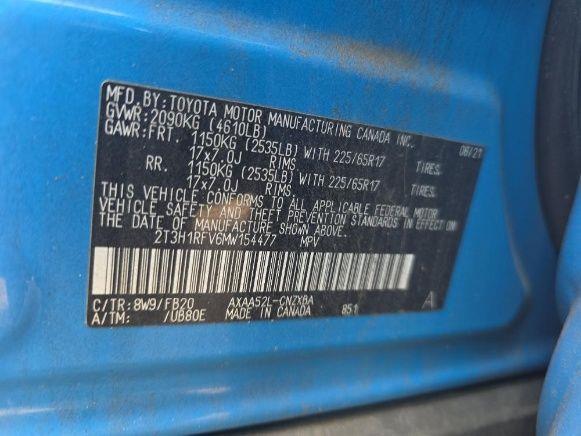 MFD. BY: TOYOTA MOTOR MANUFACTURING CANADA INC.
GVWR: 2090KG (4610LB) 06/21
GAWR: FRT. 1150KG (2535LB) WITH 225/65R17 TIRES.
17x7.0J RIMS.
RR. 1150KG (2535LB) WITH 225/65R17 TIRES.
17x7.0J RIMS.
THIS VEHICLE CONFORMS TO ALL APPLICABLE FEDERAL MOTOR
VEHICLE SAFETY AND THEFT PREVENTION STANDARDS IN EFFECT ON
THE DATE OF MANUFACTURE SHOWN ABOVE.
2T3H1RFV6MW154477 MPV
C/TR: 8W9/FB20 AXAA52L-CNZXBA A
A/TM: /UB80E MADE IN CANADA 851